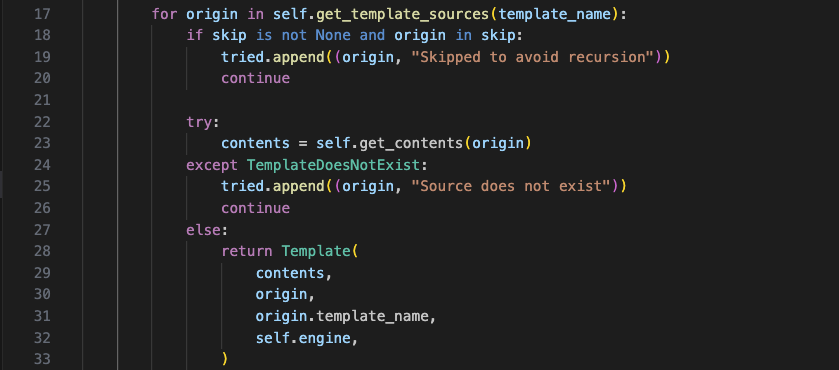 17 for origin in self.get_template_sources(template_name):
18 if skip is not None and origin in skip:
19 tried.append((origin, "Skipped to avoid recursion"))
20 continue
21
22 try:
23 contents = self.get_contents(origin)
24 except TemplateDoesNotExist:
25 tried.append((origin, "Source does not exist"))
26 continue
27 else:
28 return Template(
29 contents,
30 origin,
31 origin.template_name,
32 self.engine,
33 )